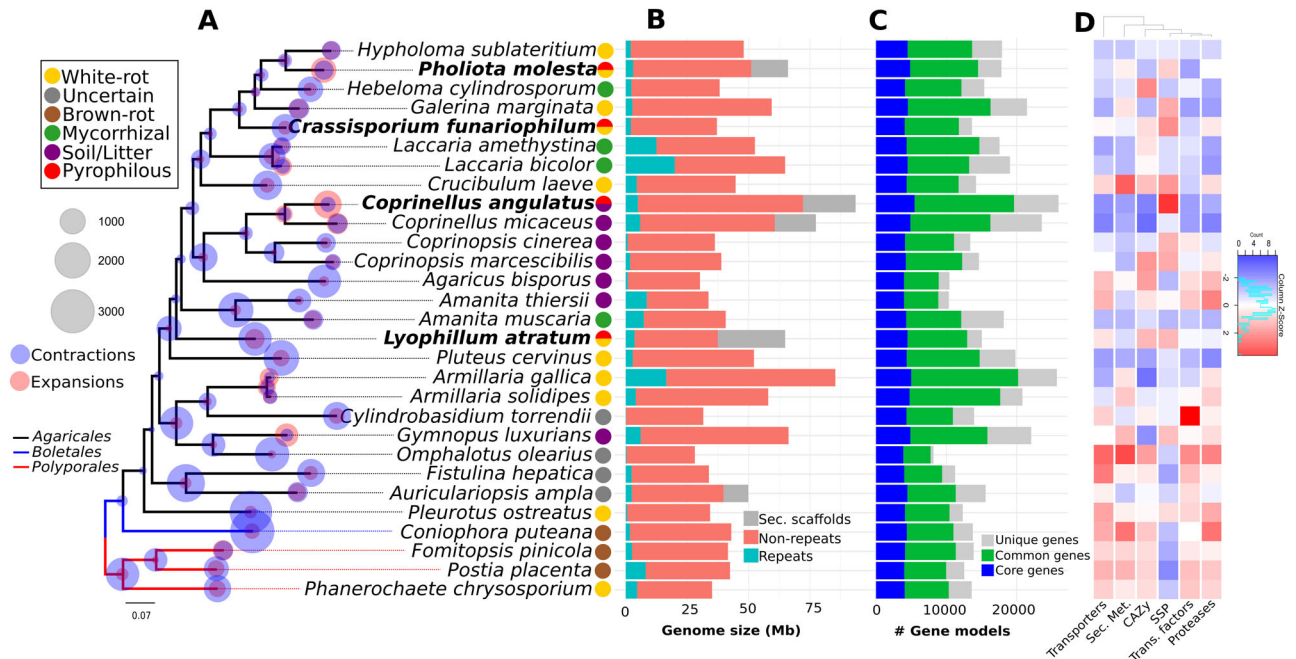 A
B
C
D
White-rot
Uncertain
Brown-rot
Mycorrhizal
Soil/Litter
Pyrophilous
1000
2000
3000
Contractions
Expansions
Agaricales
Boletales
Polyporales
0.07
Hypholoma sublateritium
Pholiota molesta
Hebeloma cylindrosporum
Galerina marginata
Crassisporium funariophilum
Laccaria amethystina
Laccaria bicolor
Crucibulum laeve
Coprinellus angulatus
Coprinellus micaceus
Coprinopsis cinerea
Coprinopsis marcescibilis
Agaricus bisporus
Amanita thiersii
Amanita muscaria
Lyophillum atratum
Pluteus cervinus
Armillaria gallica
Armillaria solidipes
Cylindrobasidium torrendii
Gymnopus luxurians
Omphalotus olearius
Fistulina hepatica
Auriculariopsis ampla
Pleurotus ostreatus
Coniophora puteana
Fomitopsis pinicola
Postia placenta
Phanerochaete chrysosporium
Sec. scaffolds
Non-repeats
Repeats
0 25 50 75
Genome size (Mb)
Unique genes
Common genes
Core genes
0 10000 20000
# Gene models
Transporters
Sec. Met.
CAZy
SSP
Trans. factors
Proteases
Count
0 4 8
-2 0 2
Column Z-Score